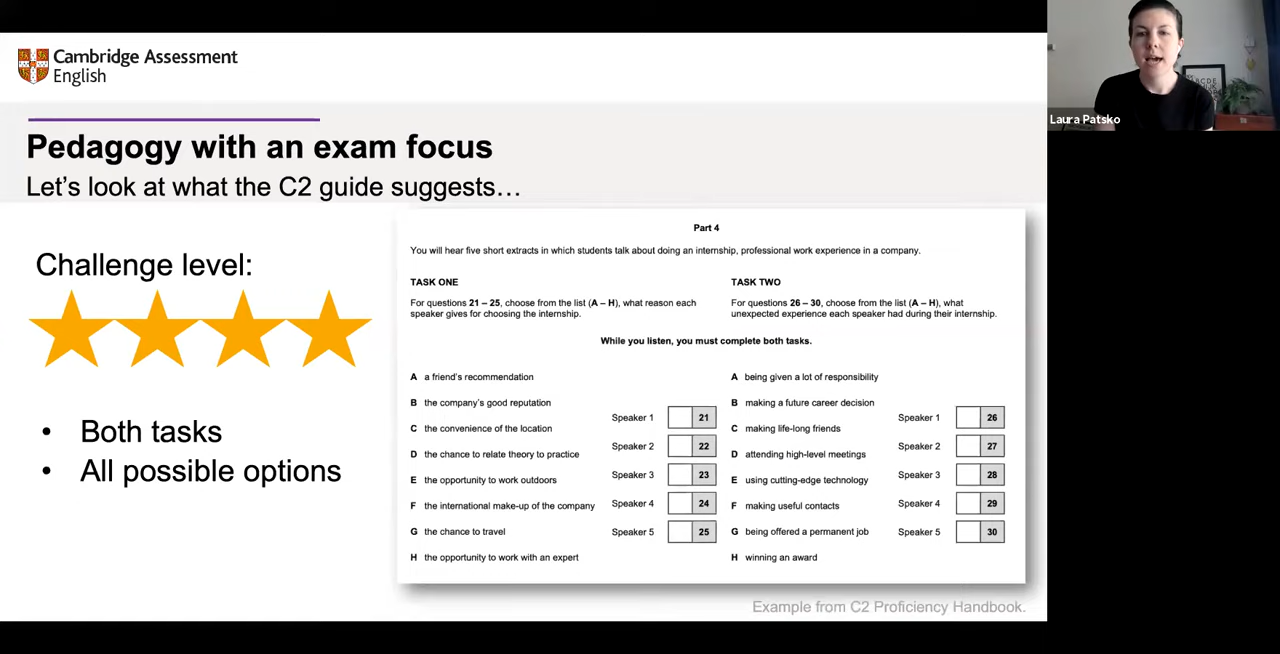 Cambridge Assessment
English
Pedagogy with an exam focus
Let's look at what the C2 guide suggests…
Challenge level:
• Both tasks
• All possible options
Part 4
You will hear five short extracts in which students talk about doing an internship, professional work experience in a company.
TASK ONE
For questions 21 – 25, choose from the list (A – H), what reason each
speaker gives for choosing the internship.
TASK TWO
For questions 26 – 30, choose from the list (A – H), what
unexpected experience each speaker had during their internship.
While you listen, you must complete both tasks.
A a friend's recommendation
B the company's good reputation
C the convenience of the location
D the chance to relate theory to practice
E the opportunity to work outdoors
F the international make-up of the company
G the chance to travel
H the opportunity to work with an expert
Speaker 1 21
Speaker 2 22
Speaker 3 23
Speaker 4 24
Speaker 5 25
A being given a lot of responsibility
B making a future career decision
C making life-long friends
D attending high-level meetings
E using cutting-edge technology
F making useful contacts
G being offered a permanent job
H winning an award
Speaker 1 26
Speaker 2 27
Speaker 3 28
Speaker 4 29
Speaker 5 30
Example from C2 Proficiency Handbook.
Laura Patsko